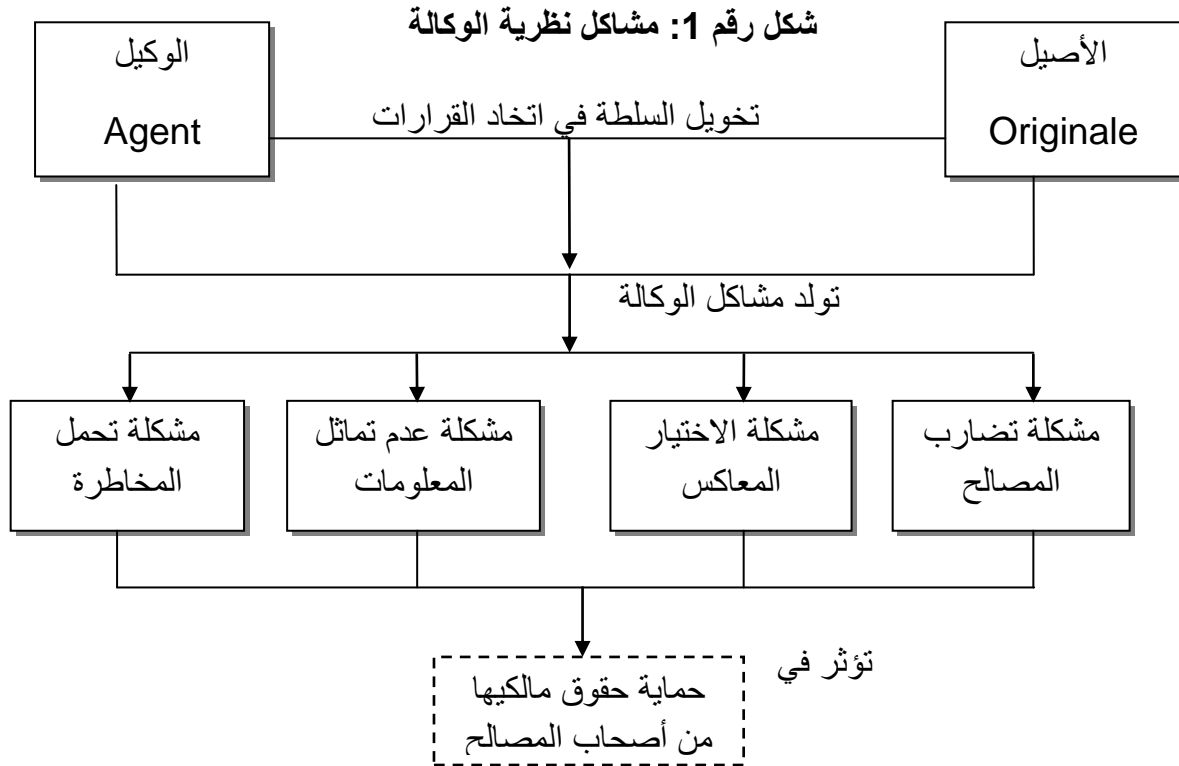 شكل رقم 1: مشاكل نظرية الوكالة
الأصيل
Originale
الوكيل
Agent
تخويل السلطة في اتخاد القرارات
تولد مشاكل الوكالة
مشكلة تضارب
المصالح
مشكلة الاختيار
المعاكس
مشكلة عدم تماثل
المعلومات
مشكلة تحمل
المخاطرة
تؤثر في
حماية حقوق مالكيها
من أصحاب المصالح